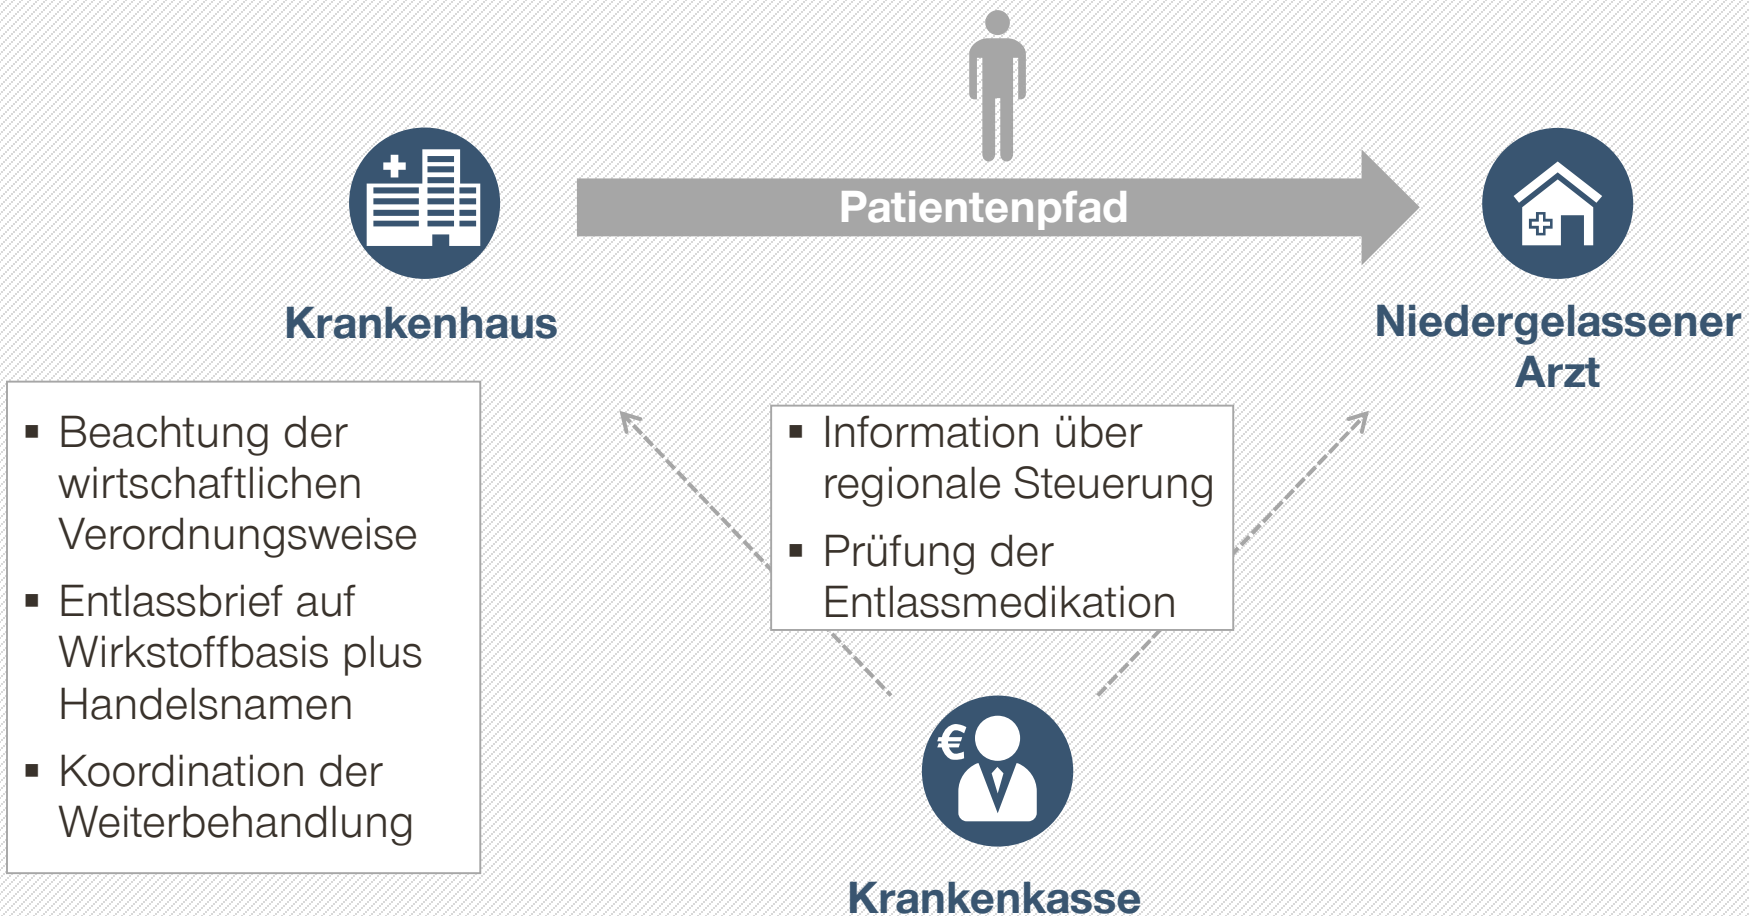 Patientenpfad
Krankenhaus
Niedergelassener
Arzt
▪ Beachtung der
wirtschaftlichen
Verordnungsweise
▪ Entlassbrief auf
Wirkstoffbasis plus
Handelsnamen
▪ Koordination der
Weiterbehandlung
▪ Information über
regionale Steuerung
▪ Prüfung der
Entlassmedikation
€
Krankenkasse